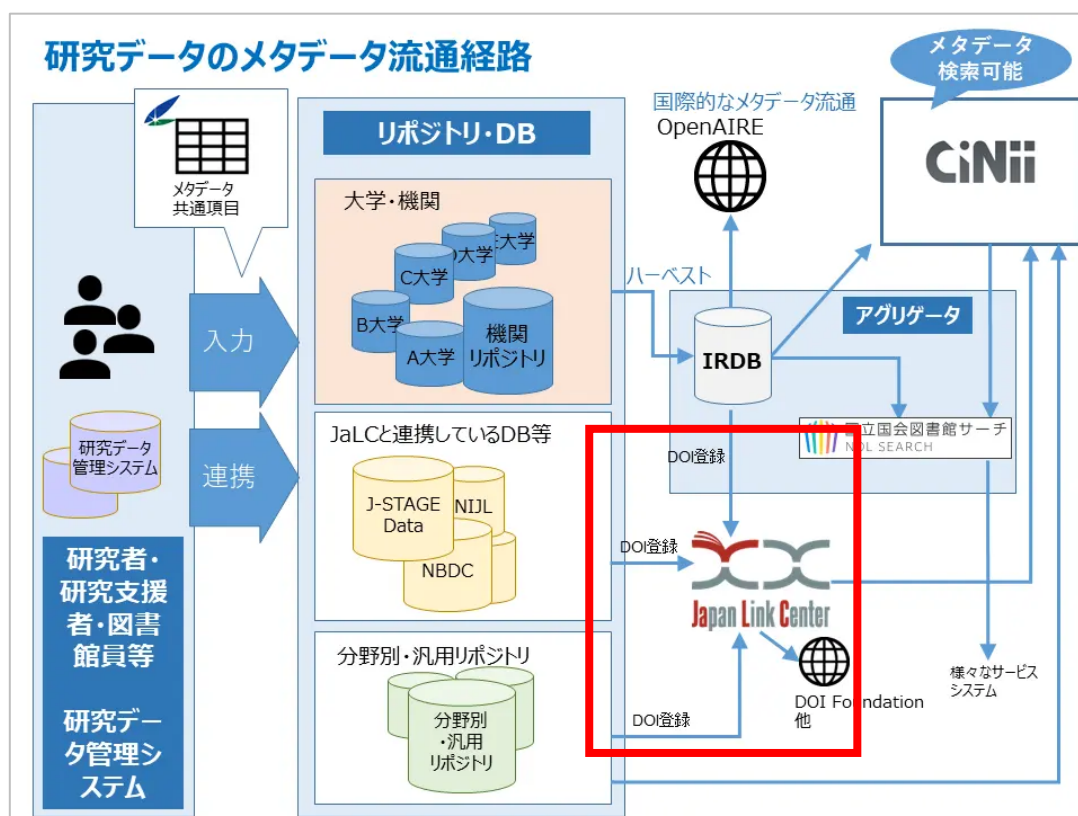 研究データのメタデータ流通経路
メタデータ
検索可能
メタデータ
共通項目
リポジトリ・DB
国際的なメタデータ流通
OpenAIRE
CiNii
大学・機関
E大学
D大学
C大学
B大学
A大学
機関
リポジトリ
ハーベスト
アグリゲータ
IRDB
入力
国立国会図書館サーチ
NDL SEARCH
研究データ
管理システム
連携
JaLCと連携しているDB等
J-STAGE
Data
NIJL
NBDC
DOI登録
DOI登録
Japan Link Center
研究者・
研究支援
者・図書
館員等
研究デー
タ管理シ
ステム
分野別・汎用リポジトリ
分野別
・汎用
リポジトリ
DOI登録
DOI Foundation
他
様々なサービス
システム